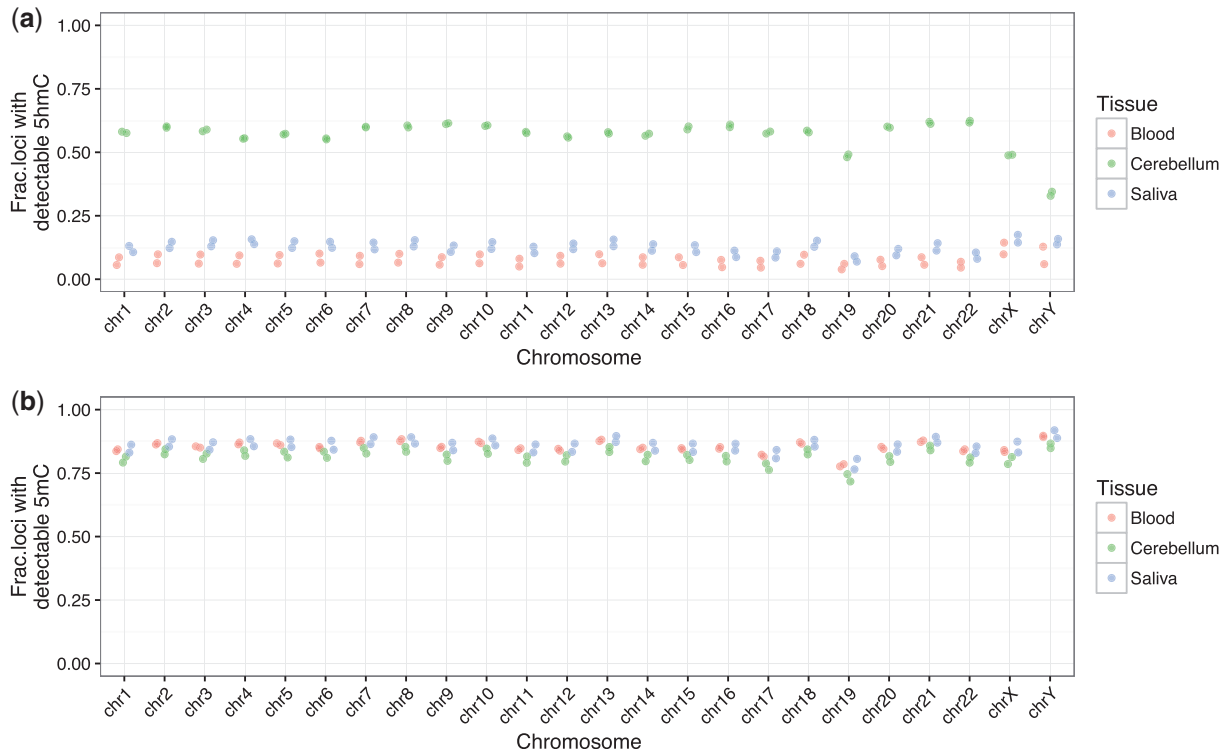 (a)
1.00
0.75
0.50
0.25
0.00
Frac.loci with
detectable 5hmC
chr1 chr2 chr3 chr4 chr5 chr6 chr7 chr8 chr9 chr10 chr11 chr12 chr13 chr14 chr15 chr16 chr17 chr18 chr19 chr20 chr21 chr22 chrX chrY
Chromosome
Tissue
Blood
Cerebellum
Saliva
(b)
1.00
0.75
0.50
0.25
0.00
Frac.loci with
detectable 5mC
chr1 chr2 chr3 chr4 chr5 chr6 chr7 chr8 chr9 chr10 chr11 chr12 chr13 chr14 chr15 chr16 chr17 chr18 chr19 chr20 chr21 chr22 chrX chrY
Chromosome
Tissue
Blood
Cerebellum
Saliva